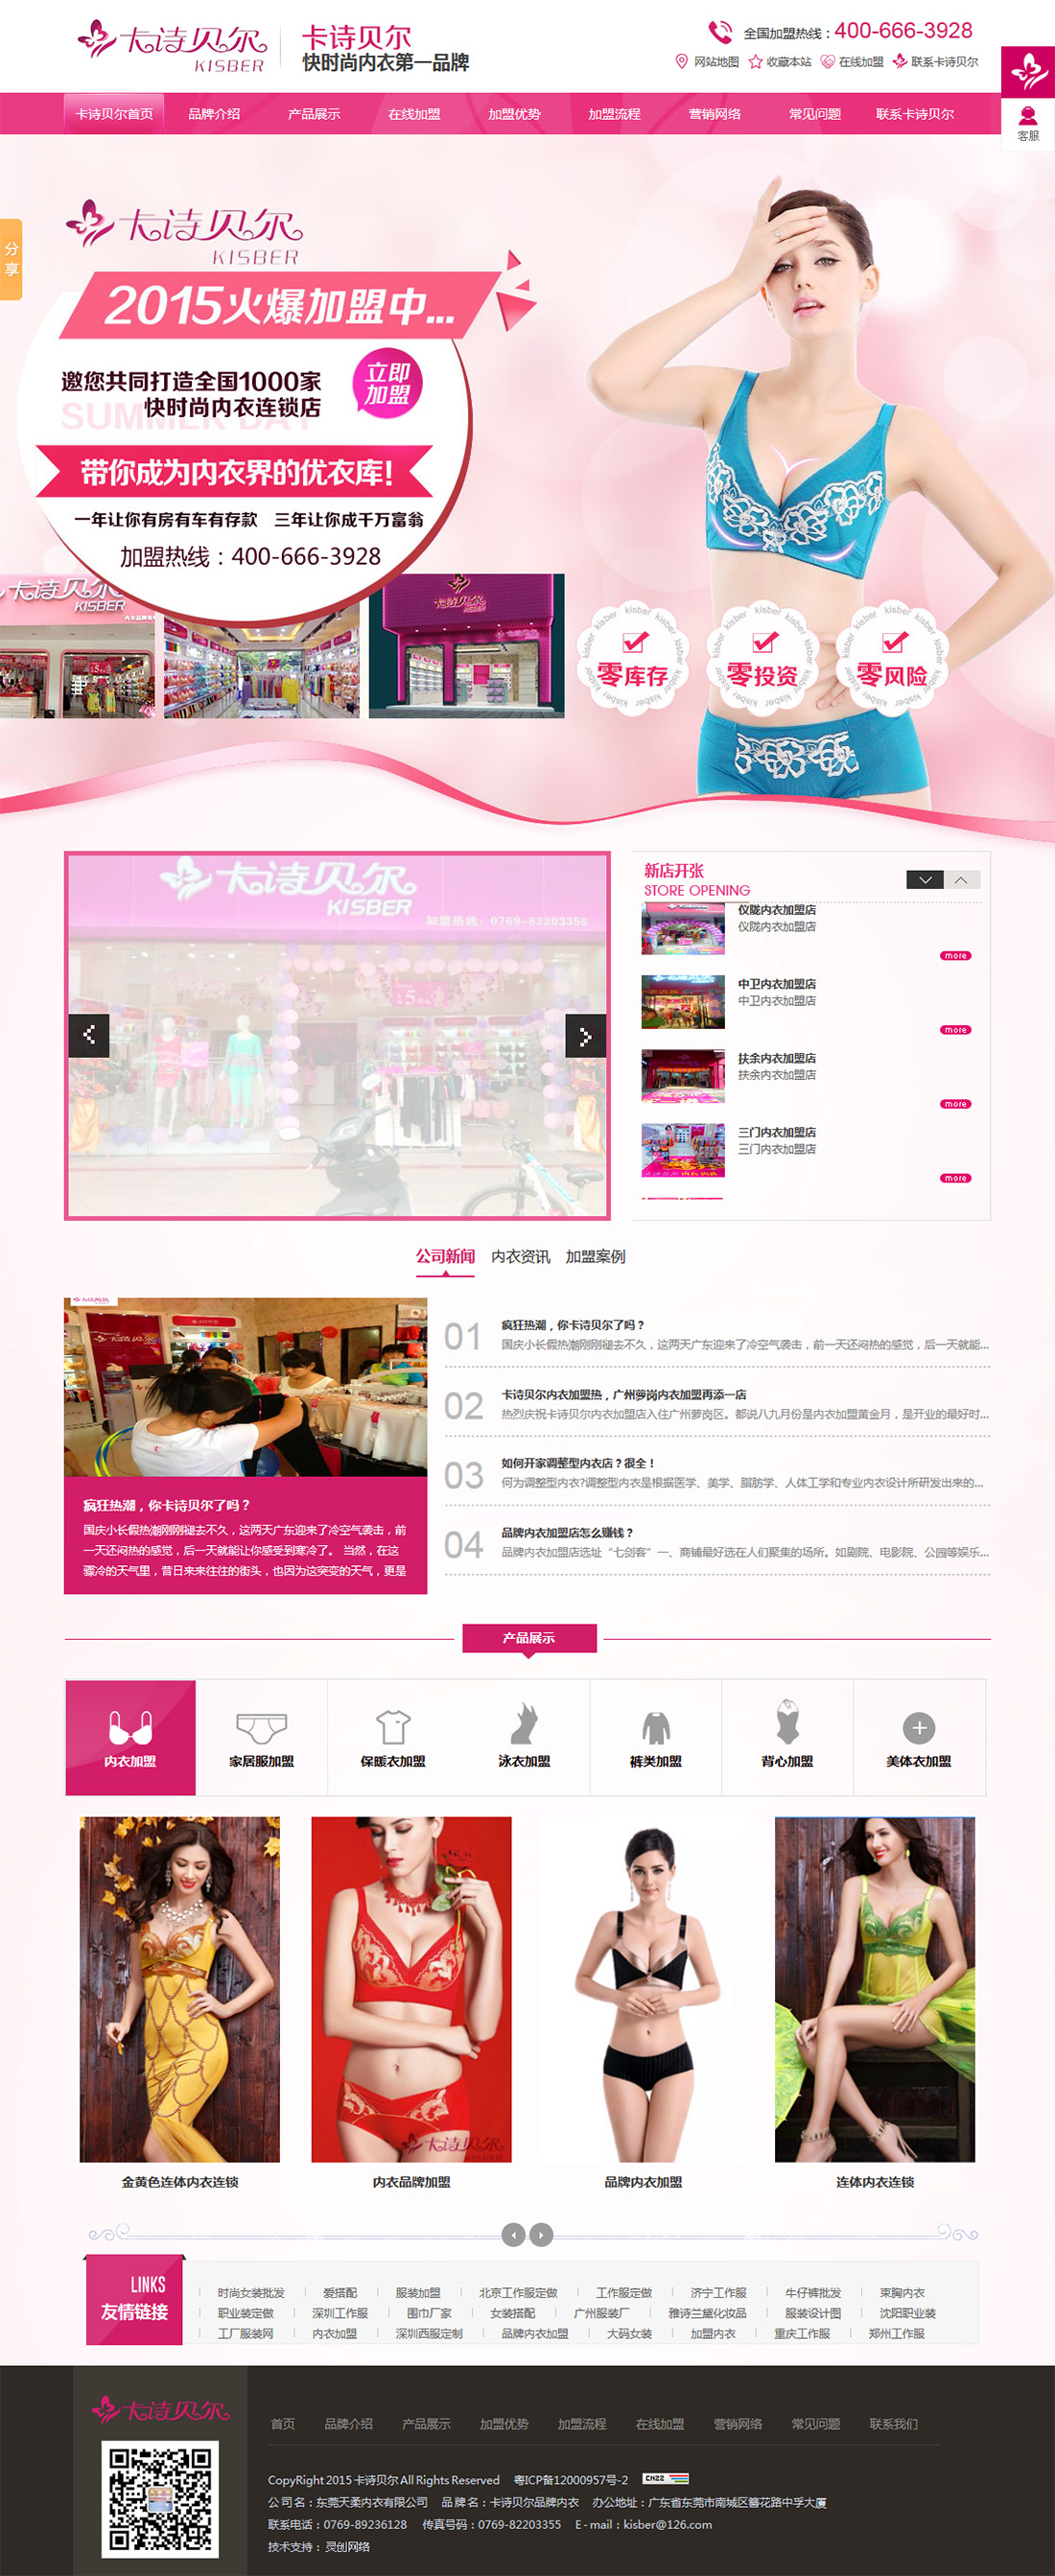 卡诗贝尔
KISBER
卡诗贝尔
快时尚内衣第一品牌
全国加盟热线：400-666-3928
网站地图 收藏本站 在线加盟 联系卡诗贝尔
客服
卡诗贝尔首页 品牌介绍 产品展示 在线加盟 加盟优势 加盟流程 营销网络 常见问题 联系卡诗贝尔
分享
卡诗贝尔
KISBER
2015火爆加盟中...
邀您共同打造全国1000家
快时尚内衣连锁店
立即
加盟
SUMMER DAY
带你成为内衣界的优衣库!
一年让你有房有车有存款 三年让你成千万富翁
加盟热线：400-666-3928
卡诗贝尔
KISBER
kisber kisber kisber
零库存 零投资 零风险
卡诗贝尔
KISBER
加盟热线：0769-82203355
新店开张
STORE OPENING
仪陇内衣加盟店
仪陇内衣加盟店
more
中卫内衣加盟店
中卫内衣加盟店
more
扶余内衣加盟店
扶余内衣加盟店
more
三门内衣加盟店
三门内衣加盟店
more
公司新闻 内衣资讯 加盟案例
疯狂热潮，你卡诗贝尔了吗？
国庆小长假热潮刚刚褪去不久，这两天广东迎来了冷空气袭击，前
一天还闷热的感觉，后一天就能让你感受到寒冷了。 当然，在这
骤冷的天气里，昔日来来往往的街头，也因为这突变的天气，更是
01 疯狂热潮，你卡诗贝尔了吗？
国庆小长假热潮刚刚褪去不久，这两天广东迎来了冷空气袭击，前一天还闷热的感觉，后一天就能...
02 卡诗贝尔内衣加盟热，广州萝岗内衣加盟再添一店
热烈庆祝卡诗贝尔内衣加盟店入住广州萝岗区。都说八九月份是内衣加盟黄金月，是开业的最好时...
03 如何开家调整型内衣店？很全！
何为调整型内衣?调整型内衣是根据医学、美学、脂肪学、人体工学和专业内衣设计所研发出来的...
04 品牌内衣加盟店怎么赚钱？
品牌内衣加盟店选址“七剑客”一、商铺最好选在人们聚集的场所。如剧院、电影院、公园等娱乐...
产品展示
内衣加盟 家居服加盟 保暖衣加盟 泳衣加盟 裤类加盟 背心加盟 美体衣加盟
卡诗贝尔
KISBER
金黄色连体内衣连锁 内衣品牌加盟 品牌内衣加盟 连体内衣连锁
LINKS
友情链接
时尚女装批发 爱搭配 服装加盟 北京工作服定做 工作服定做 济宁工作服 牛仔裤批发 束胸内衣
职业装定做 深圳工作服 围巾厂家 女装搭配 广州服装厂 雅诗兰黛化妆品 服装设计图 沈阳职业装
工厂服装网 内衣加盟 深圳西服定制 品牌内衣加盟 大码女装 加盟内衣 重庆工作服 郑州工作服
卡诗贝尔
首页 品牌介绍 产品展示 加盟优势 加盟流程 在线加盟 营销网络 常见问题 联系我们
CopyRight 2015 卡诗贝尔 All Rights Reserved 粤ICP备12000957号-2 CNZZ
公 司 名：东莞天柔内衣有限公司 品 牌 名：卡诗贝尔品牌内衣 办公地址：广东省东莞市南城区簪花路中孚大厦
联系电话：0769-89236128 传真号码：0769-82203355 E - mail：kisber@126.com
技术支持： 灵创网络